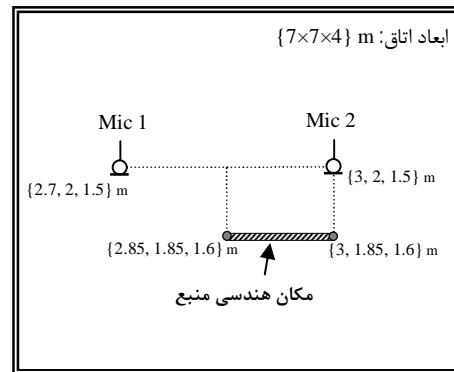 ابعاد اتاق: {7×7×4} m
Mic 1
Mic 2
{2.7, 2, 1.5} m
{3, 2, 1.5} m
{2.85, 1.85, 1.6} m
{3, 1.85, 1.6} m
مکان هندسی منبع